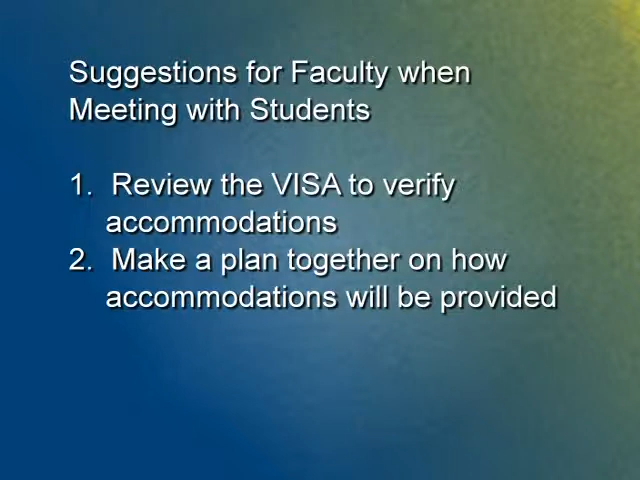 Suggestions for Faculty when
Meeting with Students
1. Review the VISA to verify
accommodations
2. Make a plan together on how
accommodations will be provided